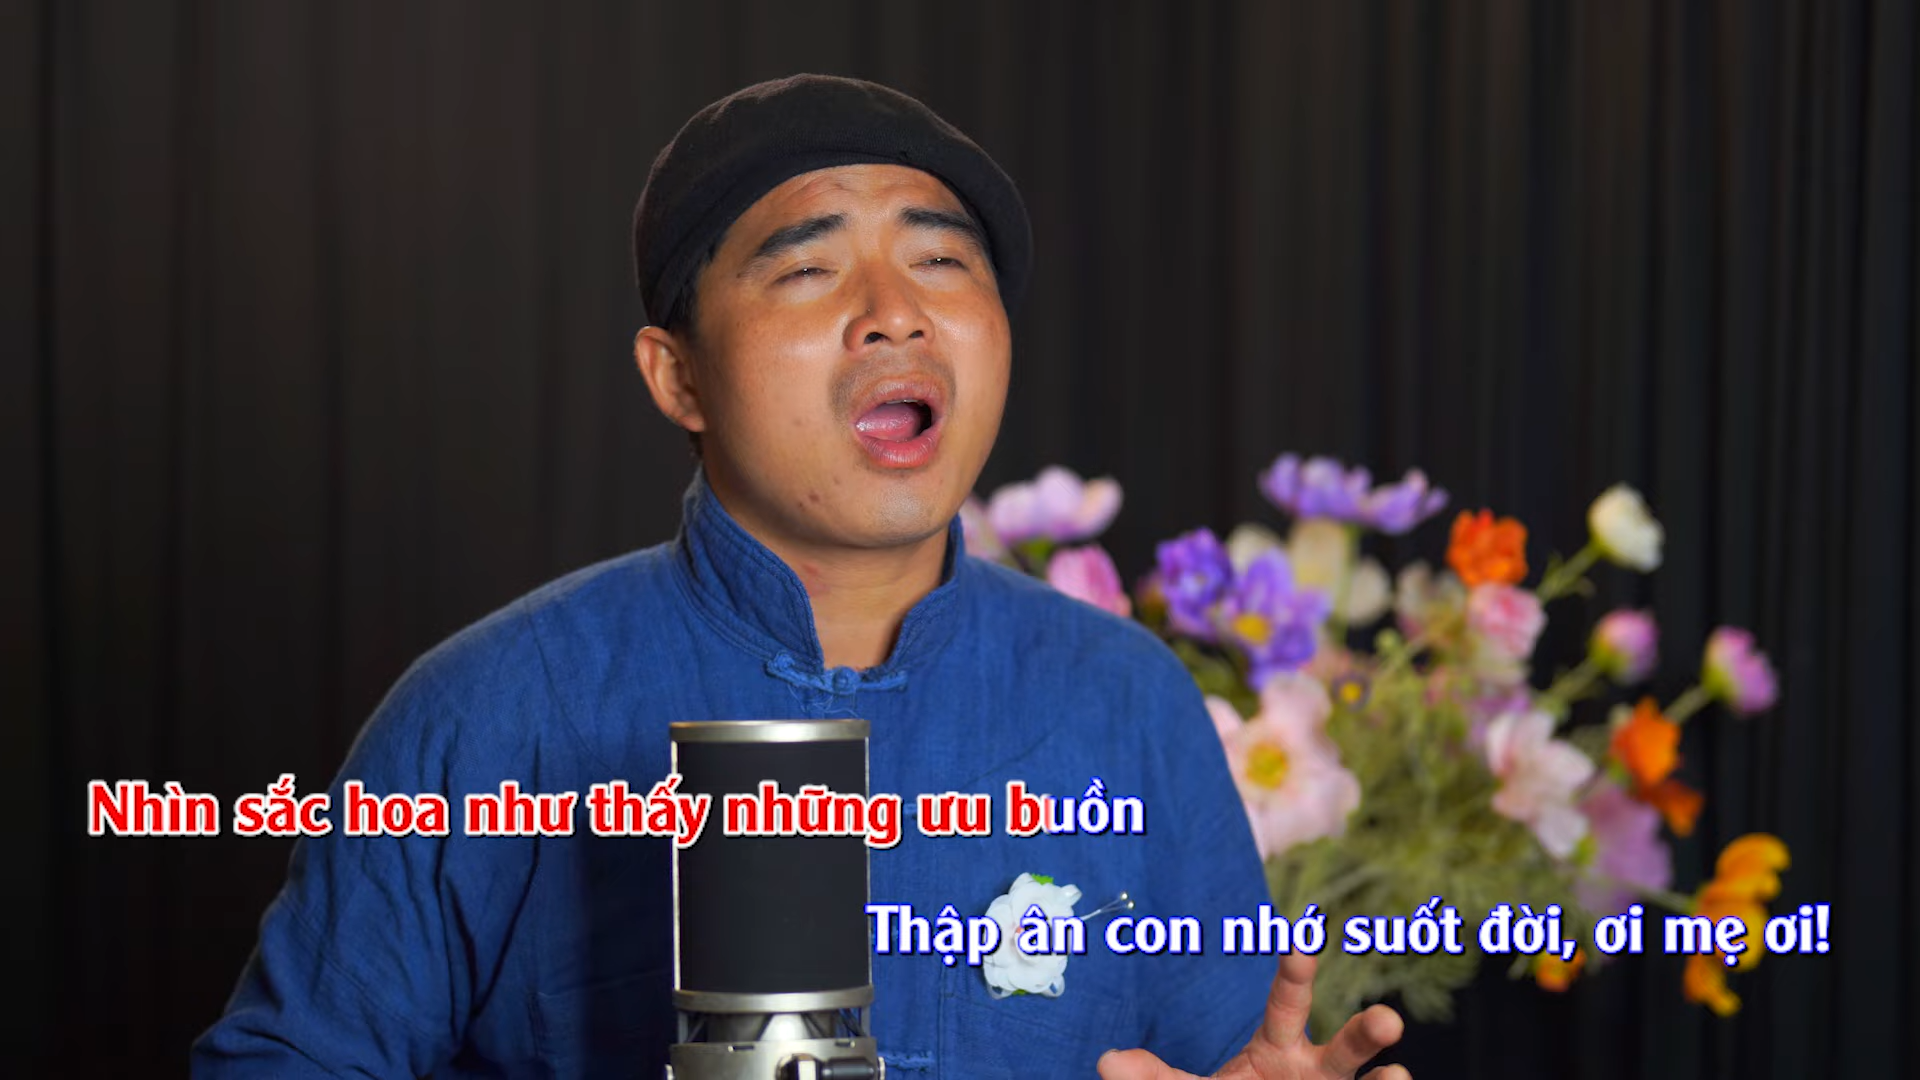 Nhìn sắc hoa như thấy những ưu buồn
Thập ân con nhớ suốt đời, ơi mẹ ơi!